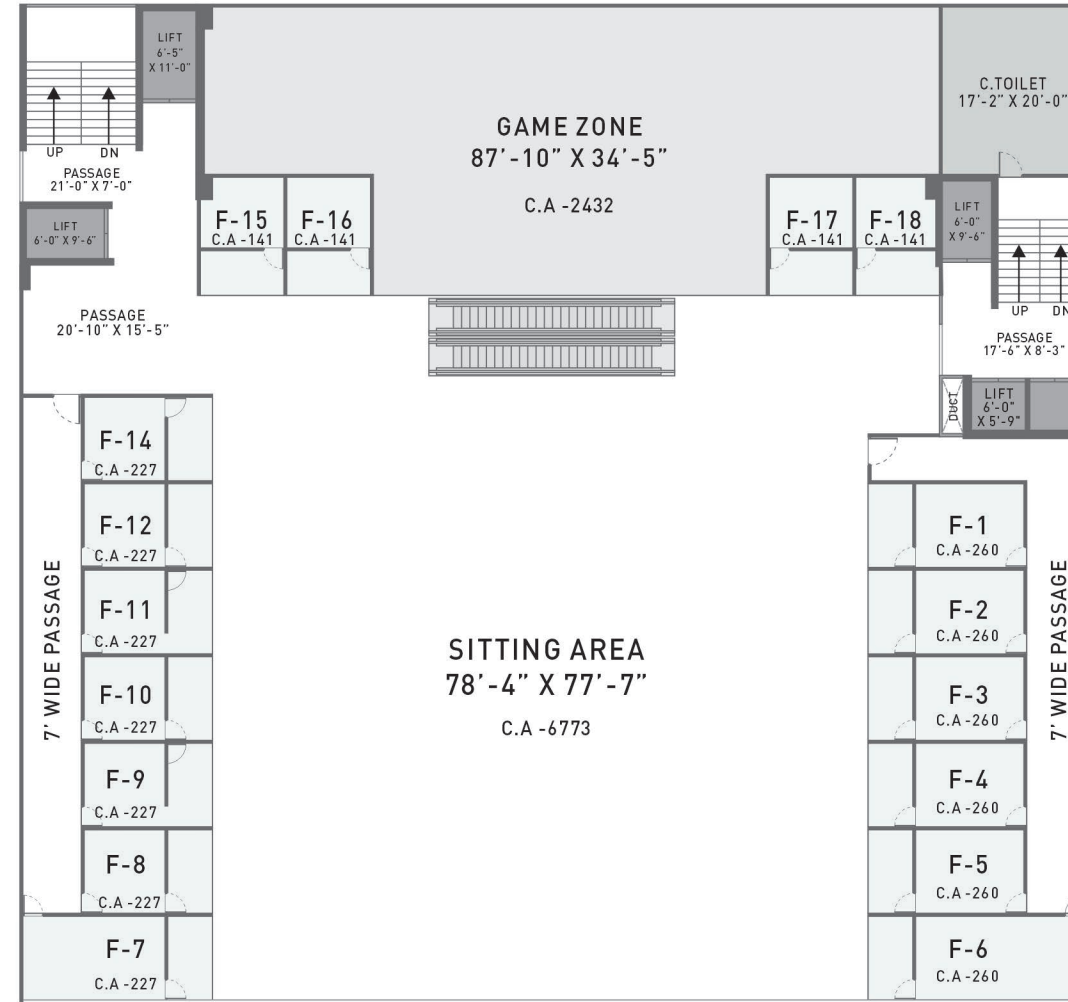 LIFT
6'-5"
X 11'-0"
C.TOILET
17'-2" X 20'-0"
GAME ZONE
87'-10" X 34'-5"
C.A -2432
UP DN
PASSAGE
21'-0" X 7'-0"
LIFT
6'-0" X 9'-6"
F-15
C.A -141
F-16
C.A -141
F-17
C.A -141
F-18
C.A -141
LIFT
6'-0"
X 9'-6"
UP DN
PASSAGE
20'-10" X 15'-5"
PASSAGE
17'-6" X 8'-3"
DUCT
LIFT
6'-0"
X 5'-9"
7' WIDE PASSAGE
F-14
C.A -227
F-12
C.A -227
F-11
C.A -227
F-10
C.A -227
F-9
C.A -227
F-8
C.A -227
F-7
C.A -227
SITTING AREA
78'-4" X 77'-7"
C.A -6773
F-1
C.A -260
F-2
C.A -260
F-3
C.A -260
F-4
C.A -260
F-5
C.A -260
F-6
C.A -260
7' WIDE PASSAGE